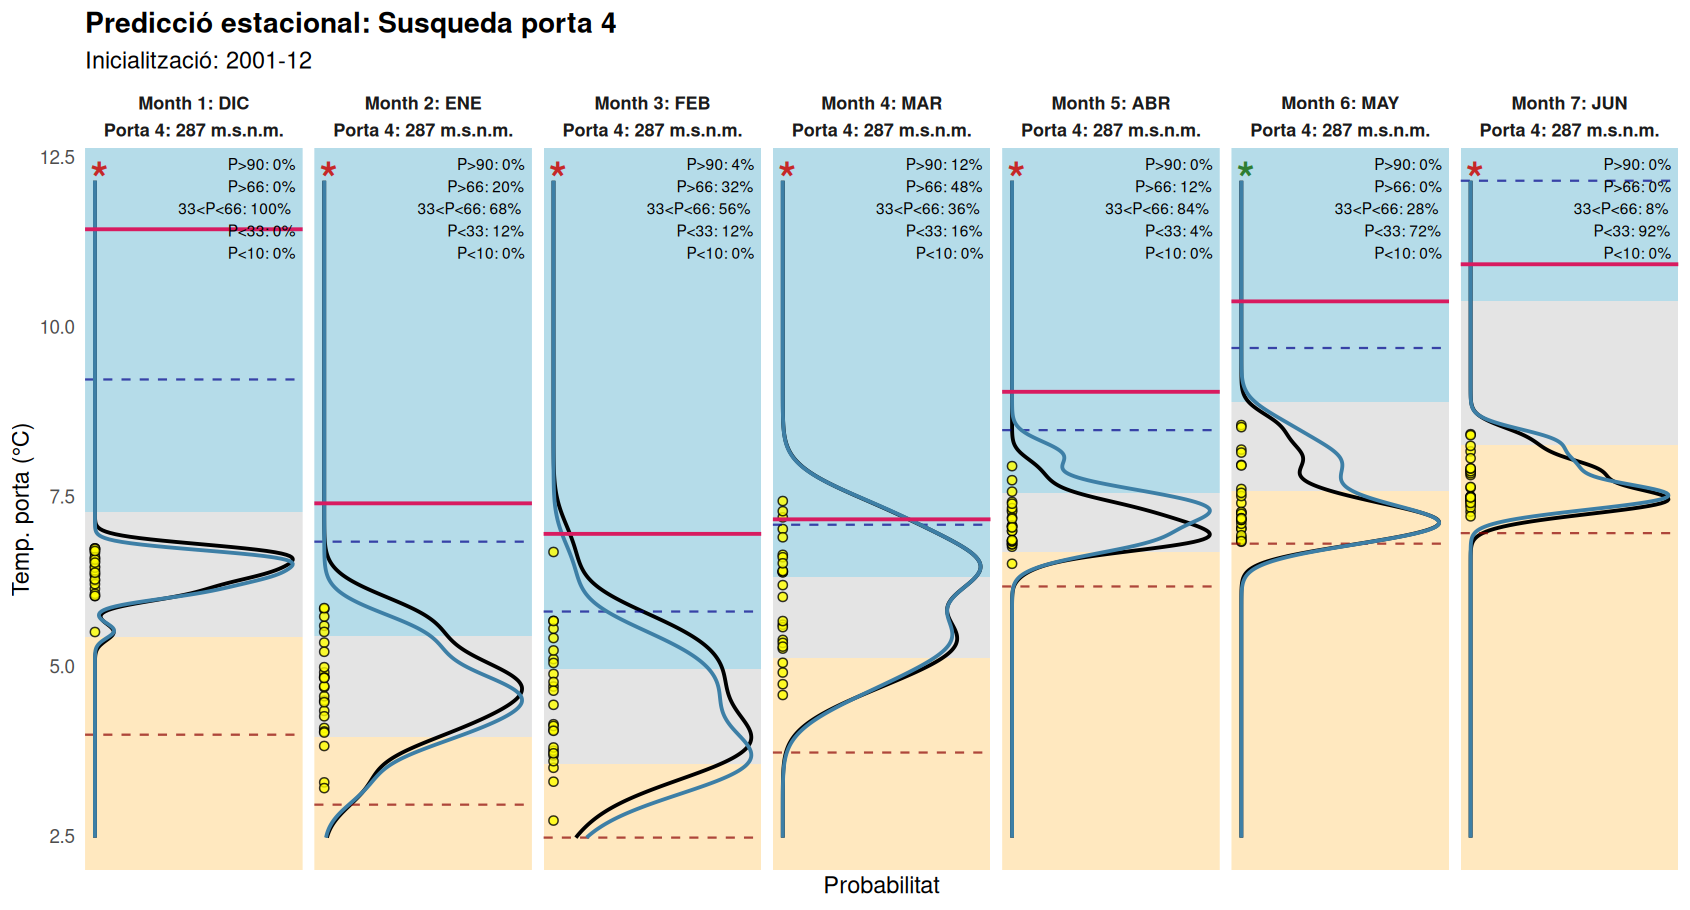 Predicció estacional: Susqueda porta 4
Inicialització: 2001-12
Month 1: DIC
Porta 4: 287 m.s.n.m.
Month 2: ENE
Porta 4: 287 m.s.n.m.
Month 3: FEB
Porta 4: 287 m.s.n.m.
Month 4: MAR
Porta 4: 287 m.s.n.m.
Month 5: ABR
Porta 4: 287 m.s.n.m.
Month 6: MAY
Porta 4: 287 m.s.n.m.
Month 7: JUN
Porta 4: 287 m.s.n.m.
Temp. porta (°C)
12.5
10.0
7.5
5.0
2.5
*
P>90: 0%
P>66: 0%
33<P<66: 100%
P<33: 0%
P<10: 0%
*
P>90: 0%
P>66: 20%
33<P<66: 68%
P<33: 12%
P<10: 0%
*
P>90: 4%
P>66: 32%
33<P<66: 56%
P<33: 12%
P<10: 0%
*
P>90: 12%
P>66: 48%
33<P<66: 36%
P<33: 16%
P<10: 0%
*
P>90: 0%
P>66: 12%
33<P<66: 84%
P<33: 4%
P<10: 0%
*
P>90: 0%
P>66: 0%
33<P<66: 28%
P<33: 72%
P<10: 0%
*
P>90: 0%
P>66: 0%
33<P<66: 8%
P<33: 92%
P<10: 0%
Probabilitat